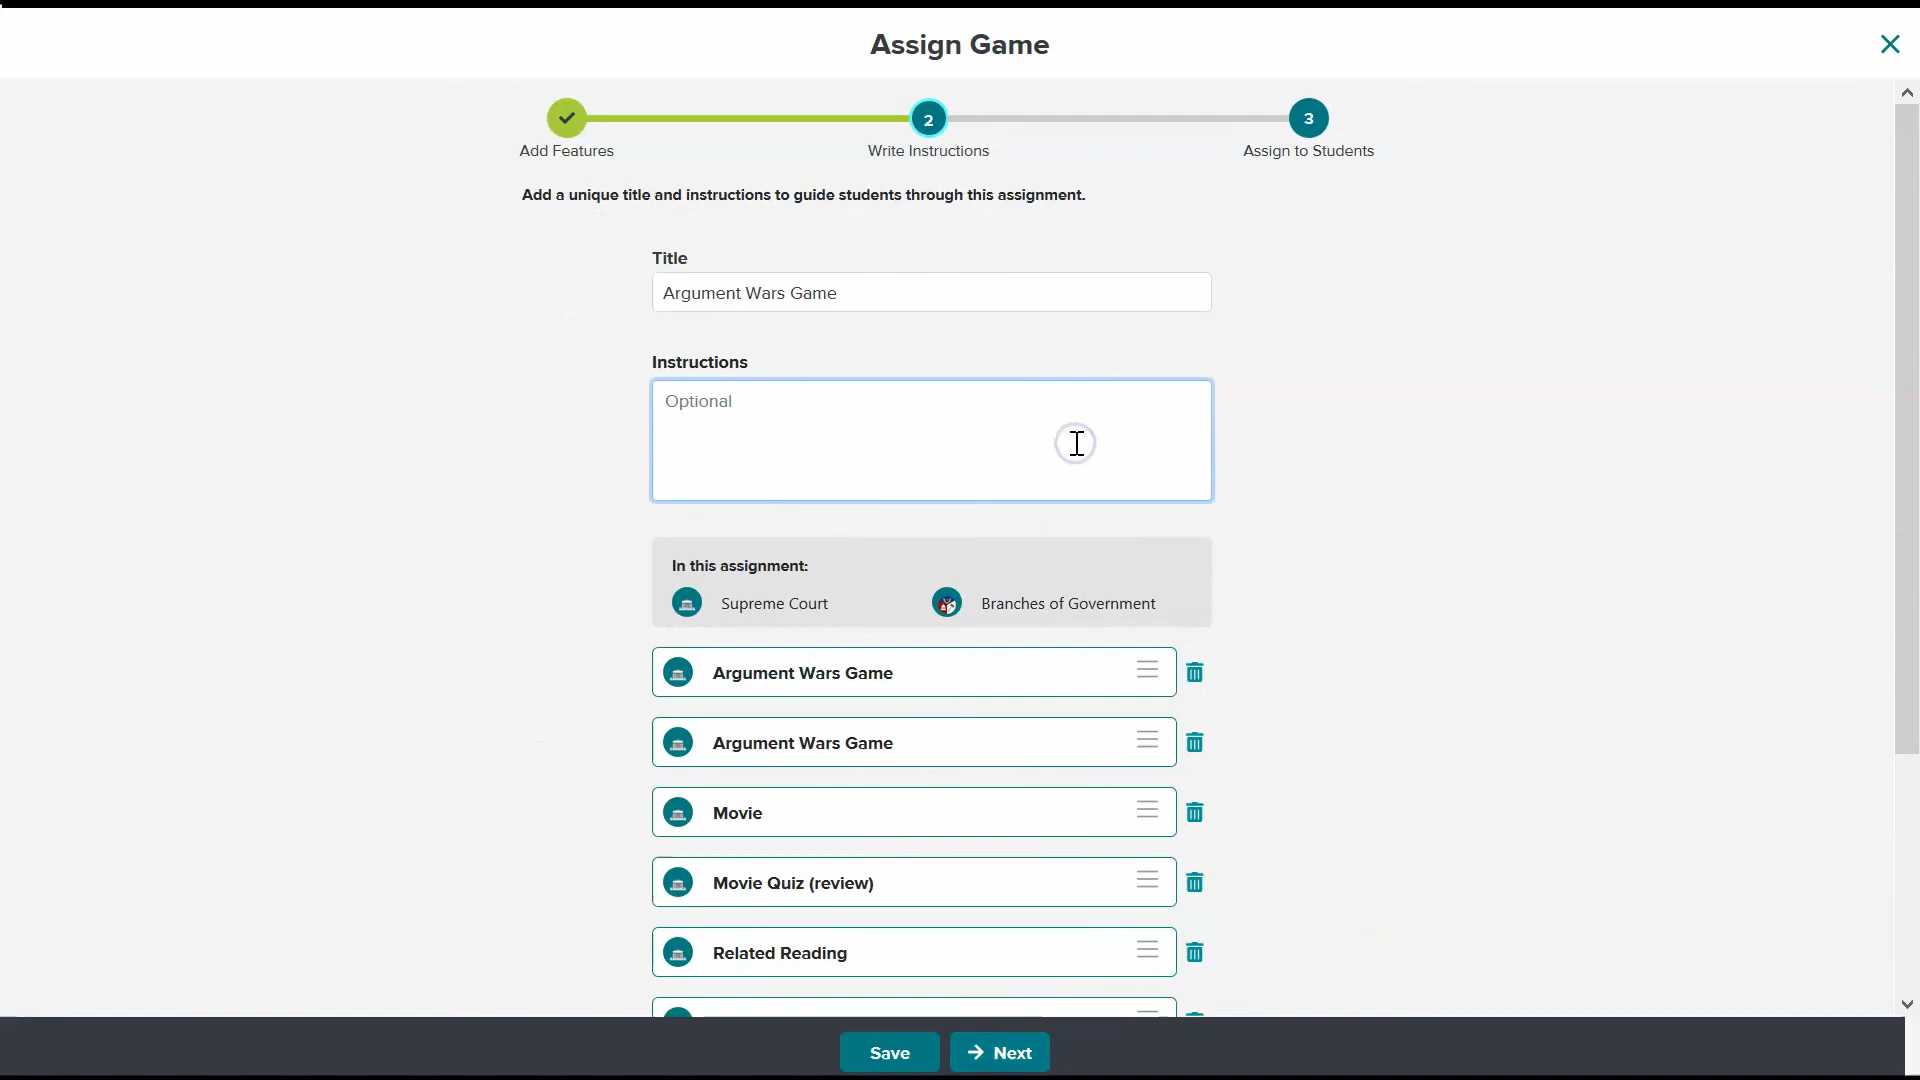 Assign Game
2
3
Add Features
Write Instructions
Assign to Students
Add a unique title and instructions to guide students through this assignment.
Title
Argument Wars Game
Instructions
Optional
In this assignment:
Supreme Court
Branches of Government
Argument Wars Game
Argument Wars Game
Movie
Movie Quiz (review)
Related Reading
Save
Next